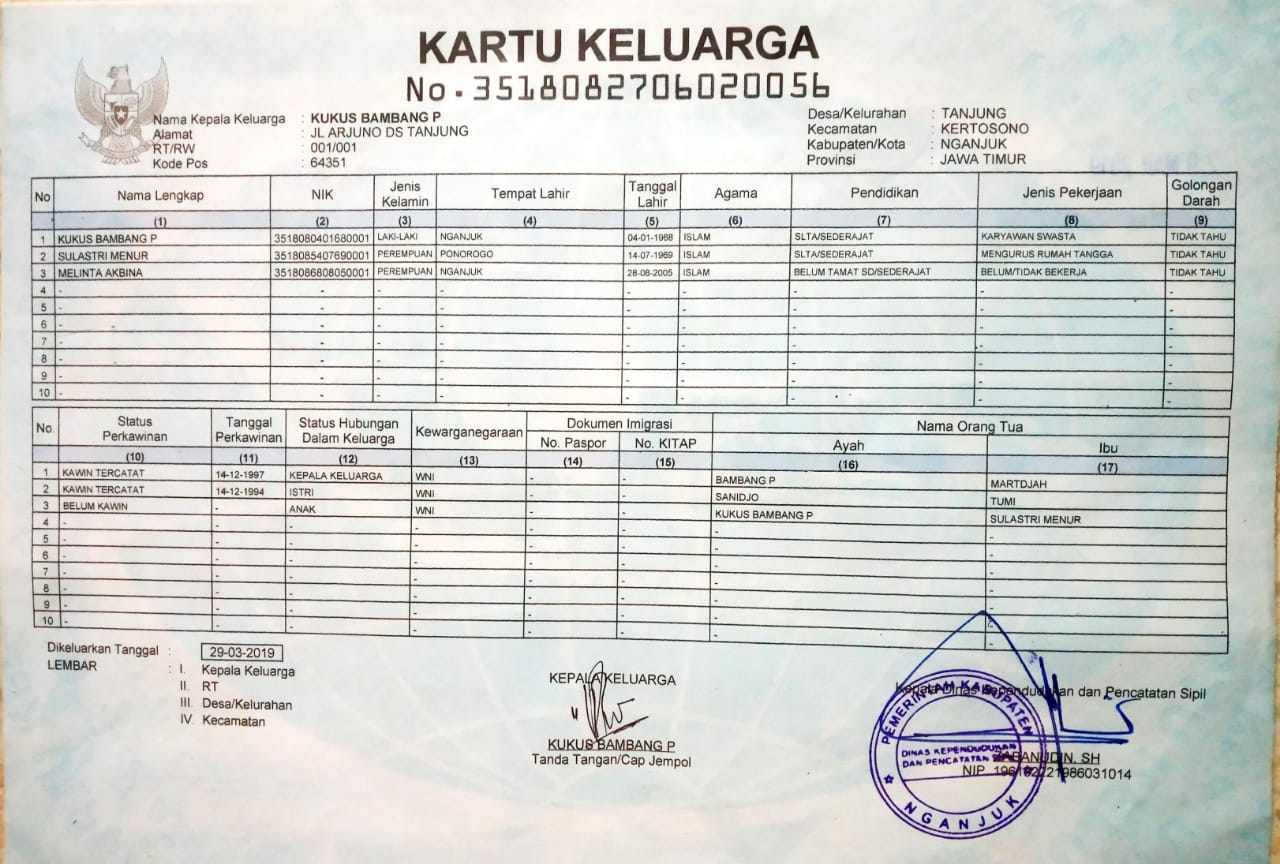 KARTU KELUARGA
No. 3518082706020056
Nama Kepala Keluarga : KUKUS BAMBANG P
Alamat : JL ARJUNO DS TANJUNG
RT/RW : 001/001
Kode Pos : 64351
Desa/Kelurahan : TANJUNG
Kecamatan : KERTOSONO
Kabupaten/Kota : NGANJUK
Provinsi : JAWA TIMUR
No Nama Lengkap NIK Jenis Kelamin Tempat Lahir Tanggal Lahir Agama Pendidikan Jenis Pekerjaan Golongan Darah
(1) (2) (3) (4) (5) (6) (7) (8) (9)
1 KUKUS BAMBANG P 3518080401680001 LAKI-LAKI NGANJUK 04-01-1968 ISLAM SLTA/SEDERAJAT KARYAWAN SWASTA TIDAK TAHU
2 SULASTRI MENUR 3518085407690001 PEREMPUAN PONOROGO 14-07-1969 ISLAM SLTA/SEDERAJAT MENGURUS RUMAH TANGGA TIDAK TAHU
3 MELINTA AKBINA 3518086808050001 PEREMPUAN NGANJUK 28-08-2005 ISLAM BELUM TAMAT SD/SEDERAJAT BELUM/TIDAK BEKERJA TIDAK TAHU
4 - - - - - - - -
5 - - - - - - - -
6 - - - - - - - -
7 - - - - - - - -
8 - - - - - - - -
9 - - - - - - - -
10 - - - - - - - -
No. Status Perkawinan Tanggal Perkawinan Status Hubungan Dalam Keluarga Kewarganegaraan Dokumen Imigrasi Nama Orang Tua
No. Paspor No. KITAP Ayah Ibu
(10) (11) (12) (13) (14) (15) (16) (17)
1 KAWIN TERCATAT 14-12-1997 KEPALA KELUARGA WNI - - BAMBANG P MARTDJAH
2 KAWIN TERCATAT 14-12-1994 ISTRI WNI - - SANIDJO TUMI
3 BELUM KAWIN - ANAK WNI - - KUKUS BAMBANG P SULASTRI MENUR
4 - - - - - - - -
5 - - - - - - - -
6 - - - - - - - -
7 - - - - - - - -
8 - - - - - - - -
9 - - - - - - - -
10 - - - - - - - -
Dikeluarkan Tanggal : 29-03-2019
LEMBAR : I. Kepala Keluarga
II. RT
III. Desa/Kelurahan
IV. Kecamatan
KEPALA KELUARGA
KUKUS BAMBANG P
Tanda Tangan/Cap Jempol
Kepala Dinas Kependudukan dan Pencatatan Sipil
SH
NIP.
PEMERINTAH KABUPATEN
DINAS KEPENDUDUKAN
DAN PENCATATAN
NGANJUK